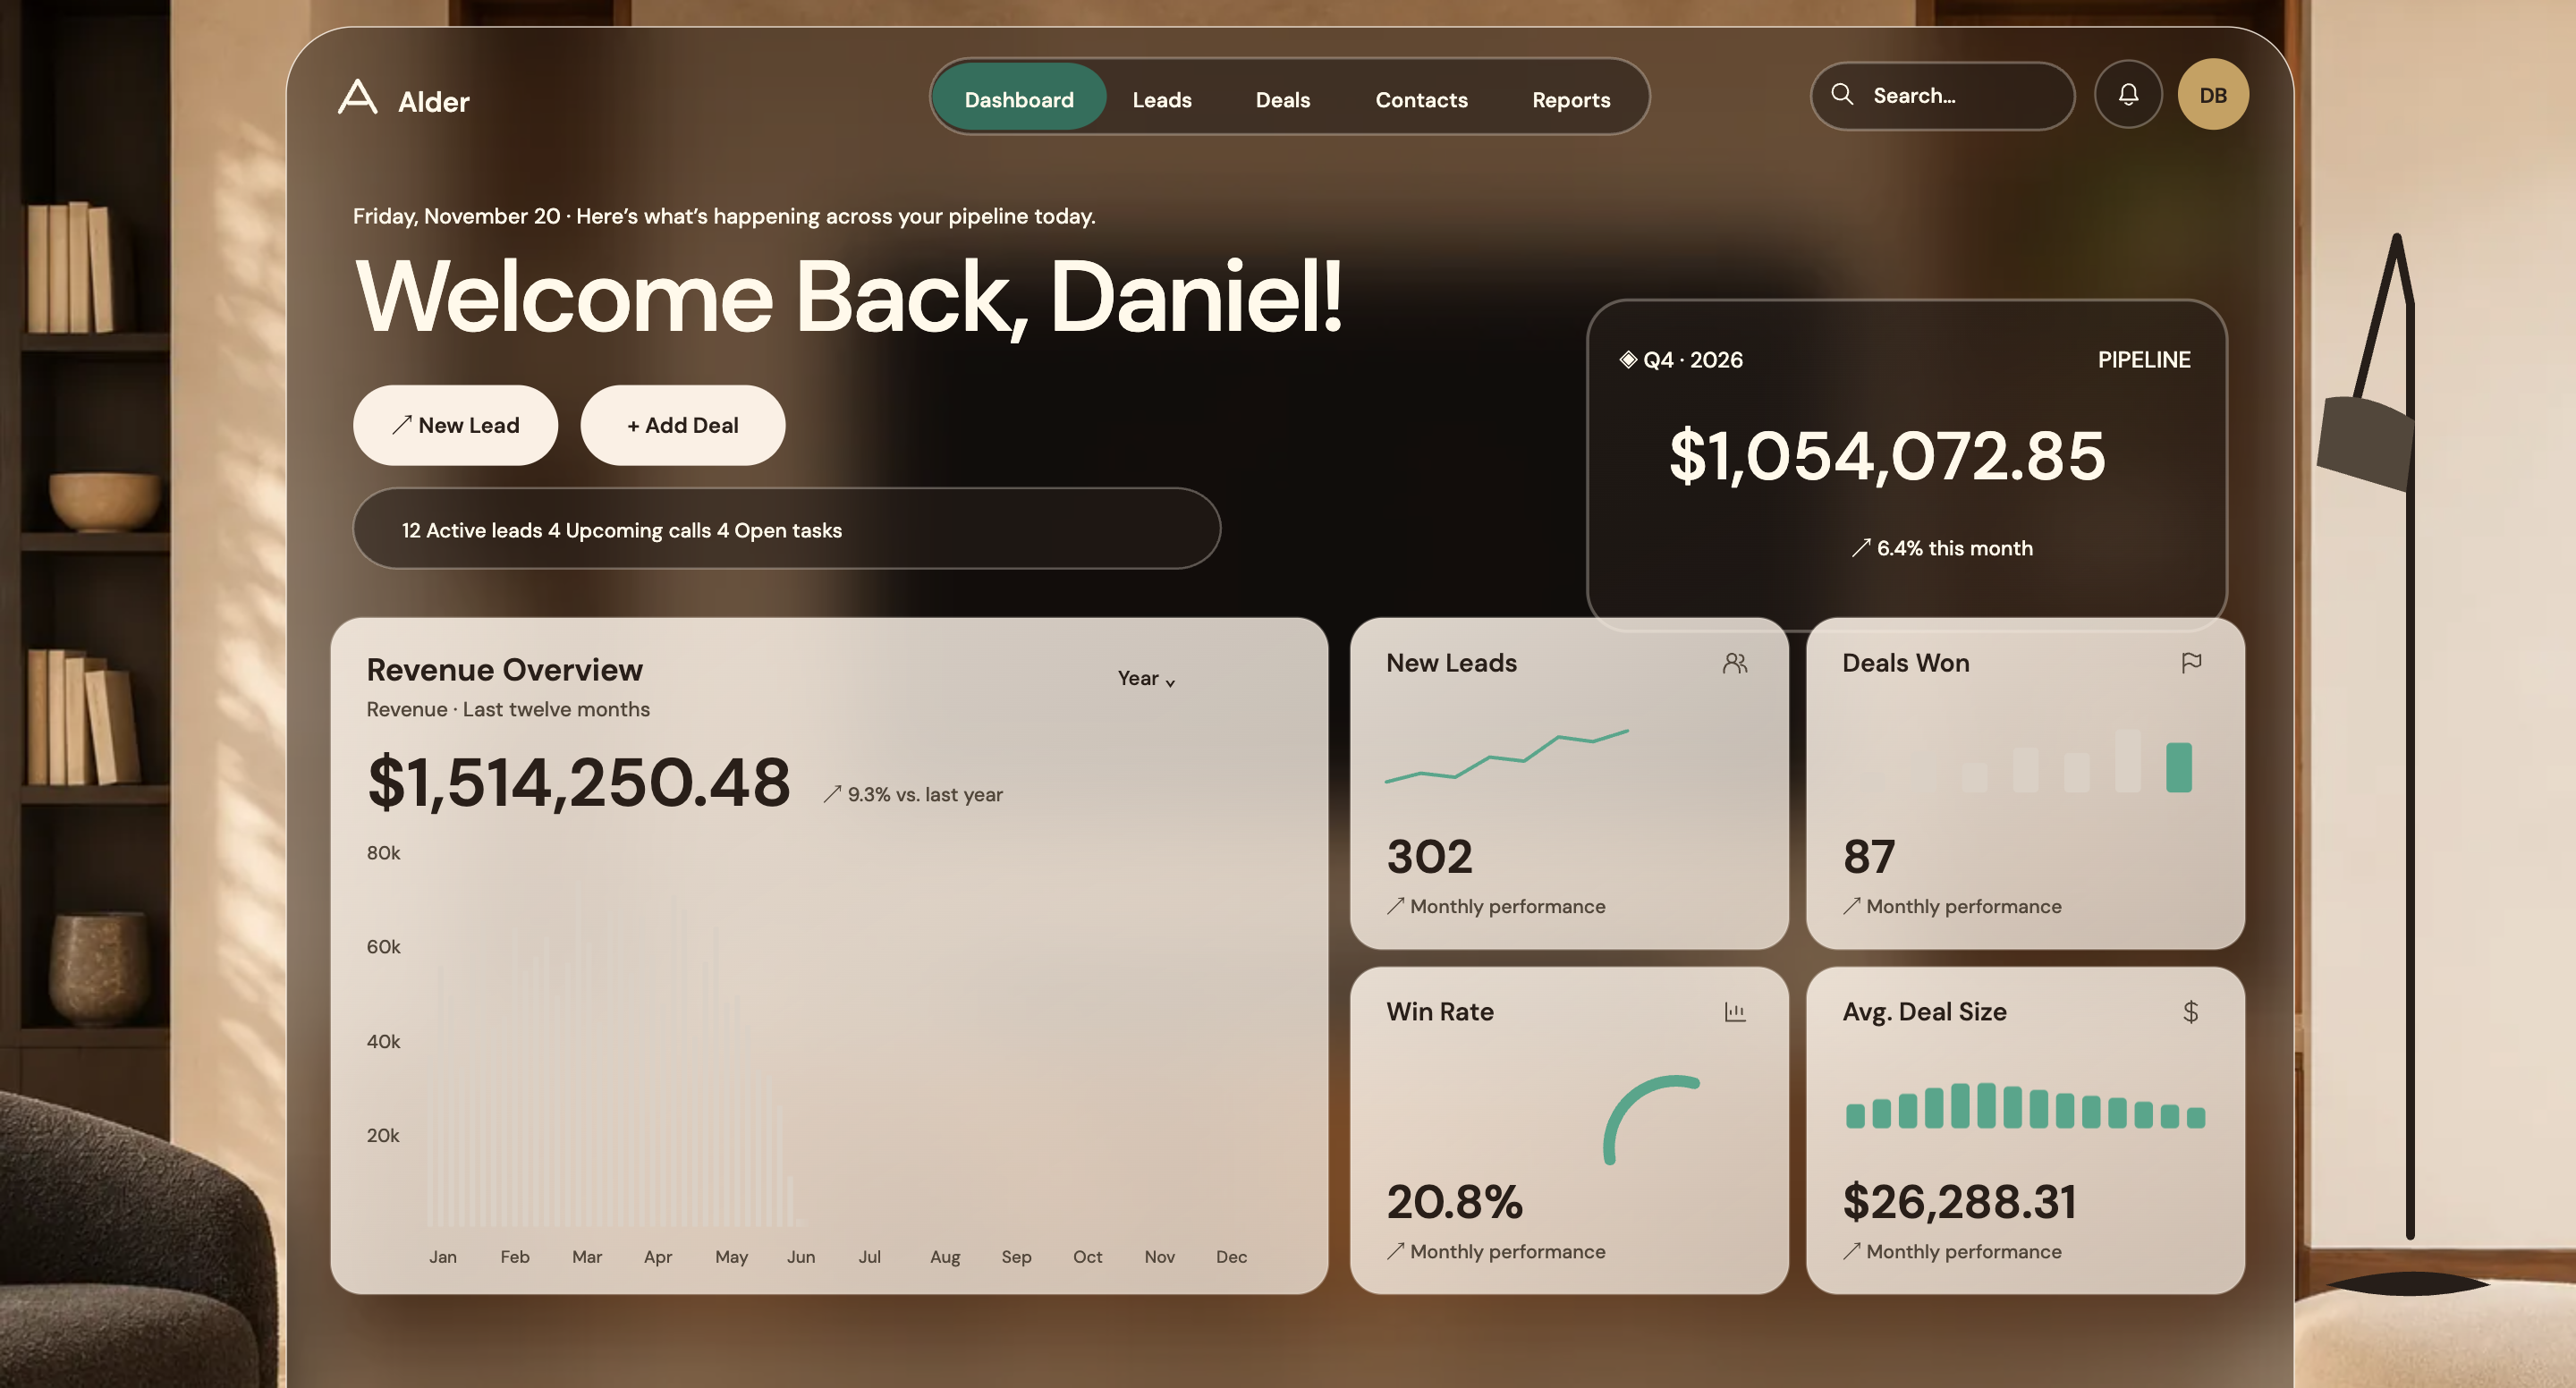 Alder
Dashboard Leads Deals Contacts Reports
Search...
DB
Friday, November 20 · Here’s what’s happening across your pipeline today.
Welcome Back, Daniel!
↗ New Lead
+ Add Deal
12 Active leads 4 Upcoming calls 4 Open tasks
◈ Q4 · 2026
PIPELINE
$1,054,072.85
↗ 6.4% this month
Revenue Overview
Year
Revenue · Last twelve months
$1,514,250.48
↗ 9.3% vs. last year
80k
60k
40k
20k
Jan Feb Mar Apr May Jun Jul Aug Sep Oct Nov Dec
New Leads
302
↗ Monthly performance
Deals Won
87
↗ Monthly performance
Win Rate
20.8%
↗ Monthly performance
Avg. Deal Size
$
$26,288.31
↗ Monthly performance